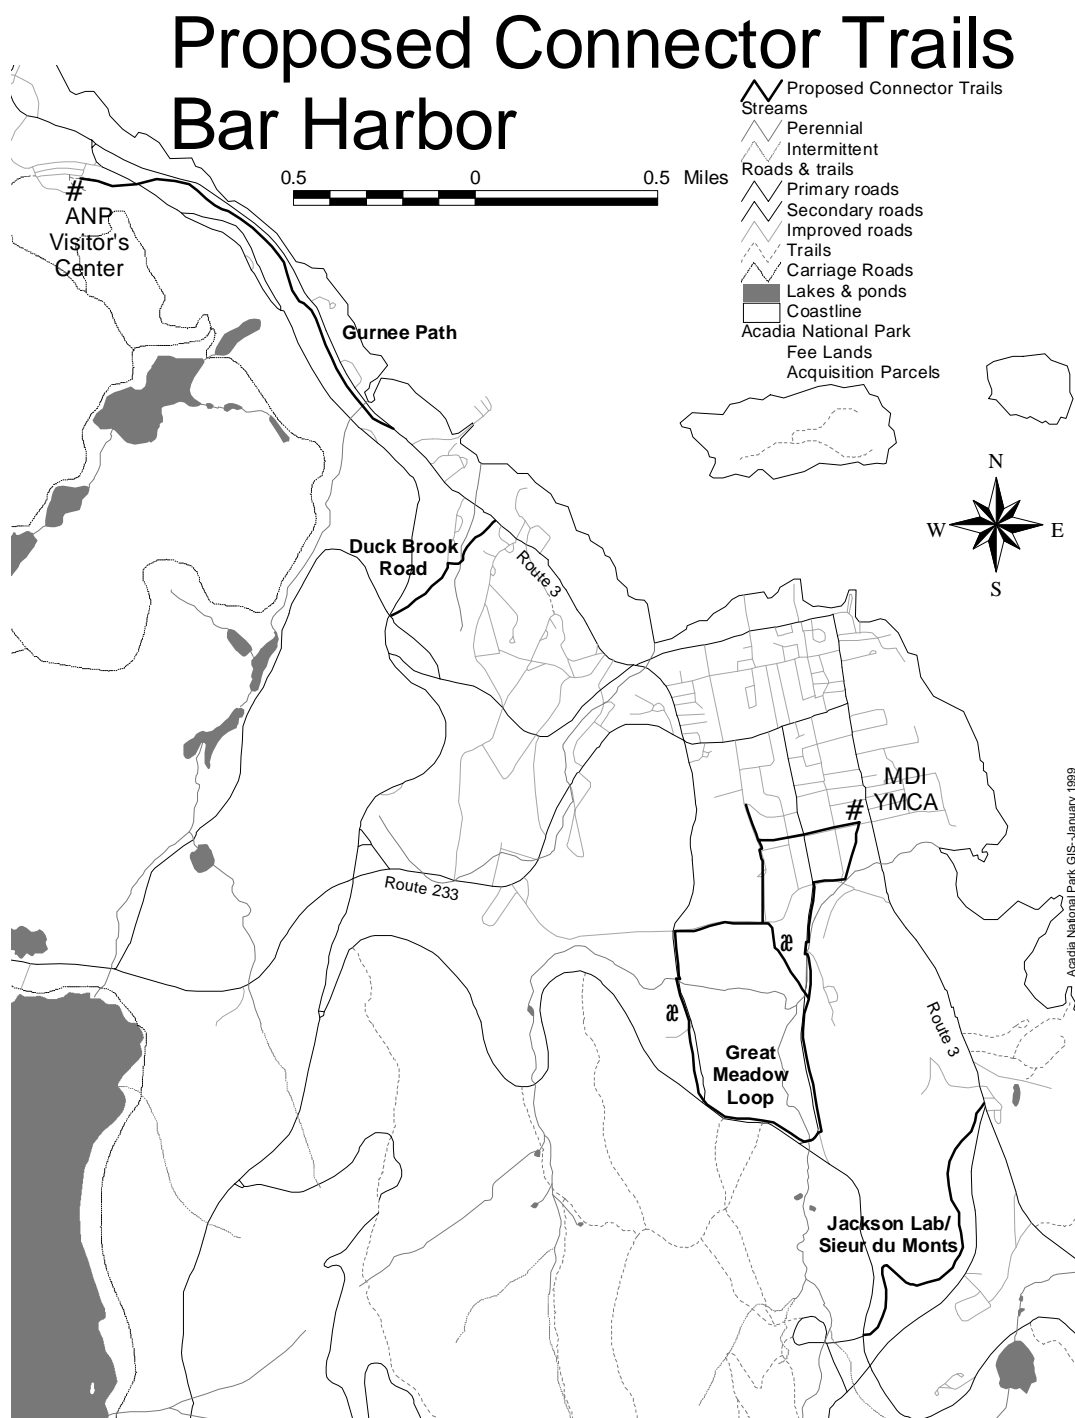 Proposed Connector Trails
Bar Harbor
Proposed Connector Trails
Streams
Perennial
Intermittent
Roads & trails
Primary roads
Secondary roads
Improved roads
Trails
Carriage Roads
Lakes & ponds
Coastline
Acadia National Park
Fee Lands
Acquisition Parcels
0.5 0 0.5 Miles
#
ANP
Visitor's
Center
Gurnee Path
N
W E
S
Duck Brook
Road
Route 3
MDI
YMCA
#
Route 233
æ
æ
Great
Meadow
Loop
Route 3
Jackson Lab/
Sieur du Monts
Acadia National Park GIS--January 1999